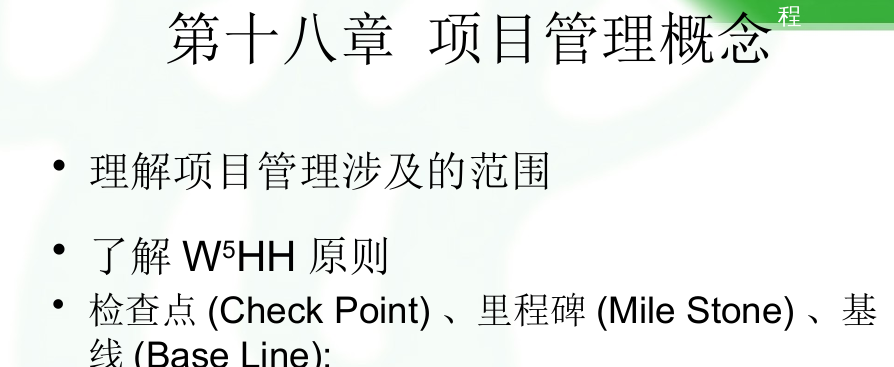 程
第十八章 项目管理概念
• 理解项目管理涉及的范围
• 了解 W⁵HH 原则
• 检查点 (Check Point) 、里程碑 (Mile Stone) 、基
线 (Base Line):